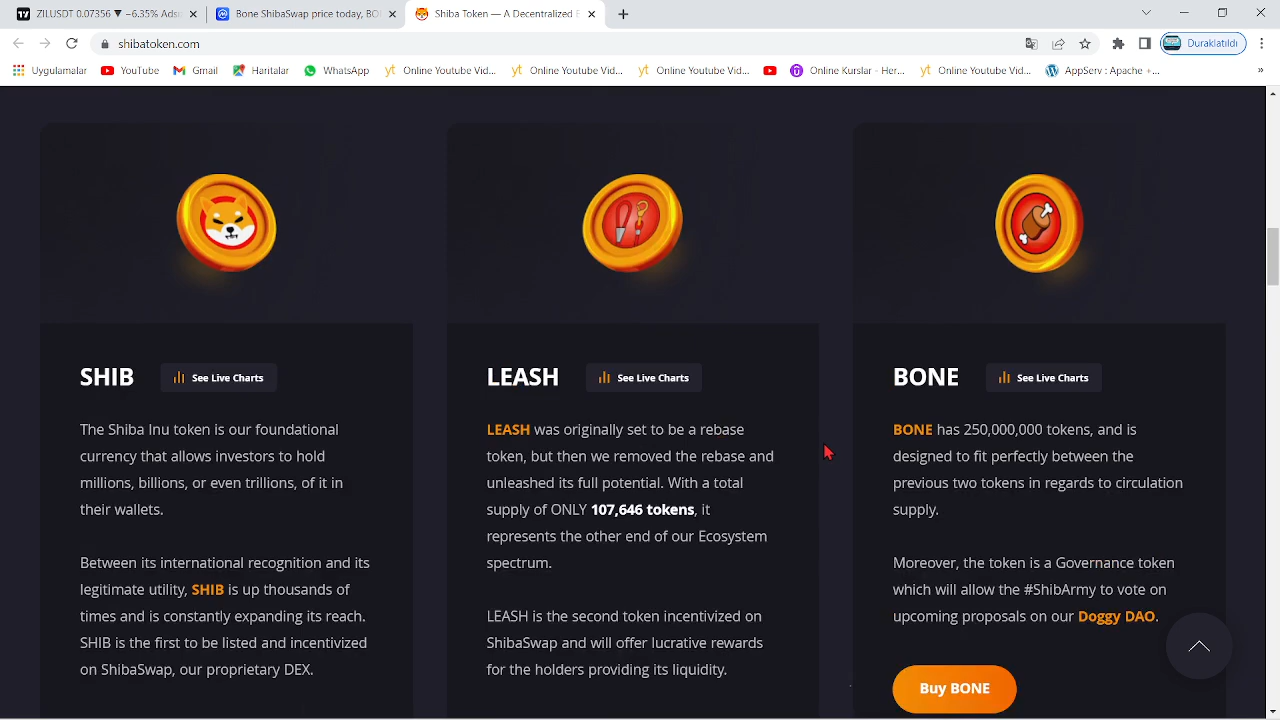 ZILUSDT 0.07356 ▼ −6.35% Adsı
Bone ShibaSwap price today, BO
Shiba Token — A Decentralized E
shibatoken.com
Duraklatıldı
Uygulamalar
YouTube
Gmail
Haritalar
WhatsApp
Online Youtube Vid...
Online Youtube Vid...
Online Youtube Vid...
Online Kurslar - Her...
Online Youtube Vid...
AppServ : Apache +...
»
SHIB
See Live Charts
The Shiba Inu token is our foundational
currency that allows investors to hold
millions, billions, or even trillions, of it in
their wallets.
Between its international recognition and its
legitimate utility, SHIB is up thousands of
times and is constantly expanding its reach.
SHIB is the first to be listed and incentivized
on ShibaSwap, our proprietary DEX.
LEASH
See Live Charts
LEASH was originally set to be a rebase
token, but then we removed the rebase and
unleashed its full potential. With a total
supply of ONLY 107,646 tokens, it
represents the other end of our Ecosystem
spectrum.
LEASH is the second token incentivized on
ShibaSwap and will offer lucrative rewards
for the holders providing its liquidity.
BONE
See Live Charts
BONE has 250,000,000 tokens, and is
designed to fit perfectly between the
previous two tokens in regards to circulation
supply.
Moreover, the token is a Governance token
which will allow the #ShibArmy to vote on
upcoming proposals on our Doggy DAO.
Buy BONE